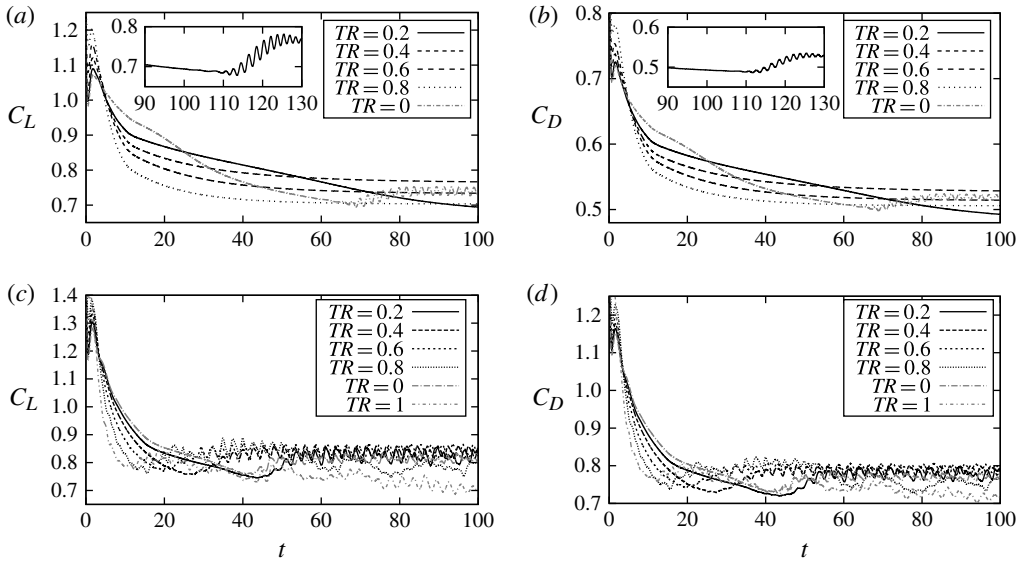 (a)
1.2
1.1
1.0
0.9
0.8
0.7
C_L
0.8
0.7
90 100 110 120 130
TR = 0.2
TR = 0.4
TR = 0.6
TR = 0.8
TR = 0
0 20 40 60 80 100
(b)
0.8
0.7
0.6
0.5
C_D
0.6
0.5
90 100 110 120 130
TR = 0.2
TR = 0.4
TR = 0.6
TR = 0.8
TR = 0
0 20 40 60 80 100
(c)
1.4
1.3
1.2
1.1
1.0
0.9
0.8
0.7
C_L
TR = 0.2
TR = 0.4
TR = 0.6
TR = 0.8
TR = 0
TR = 1
0 20 40 60 80 100
t
(d)
1.2
1.1
1.0
0.9
0.8
0.7
C_D
TR = 0.2
TR = 0.4
TR = 0.6
TR = 0.8
TR = 0
TR = 1
0 20 40 60 80 100
t